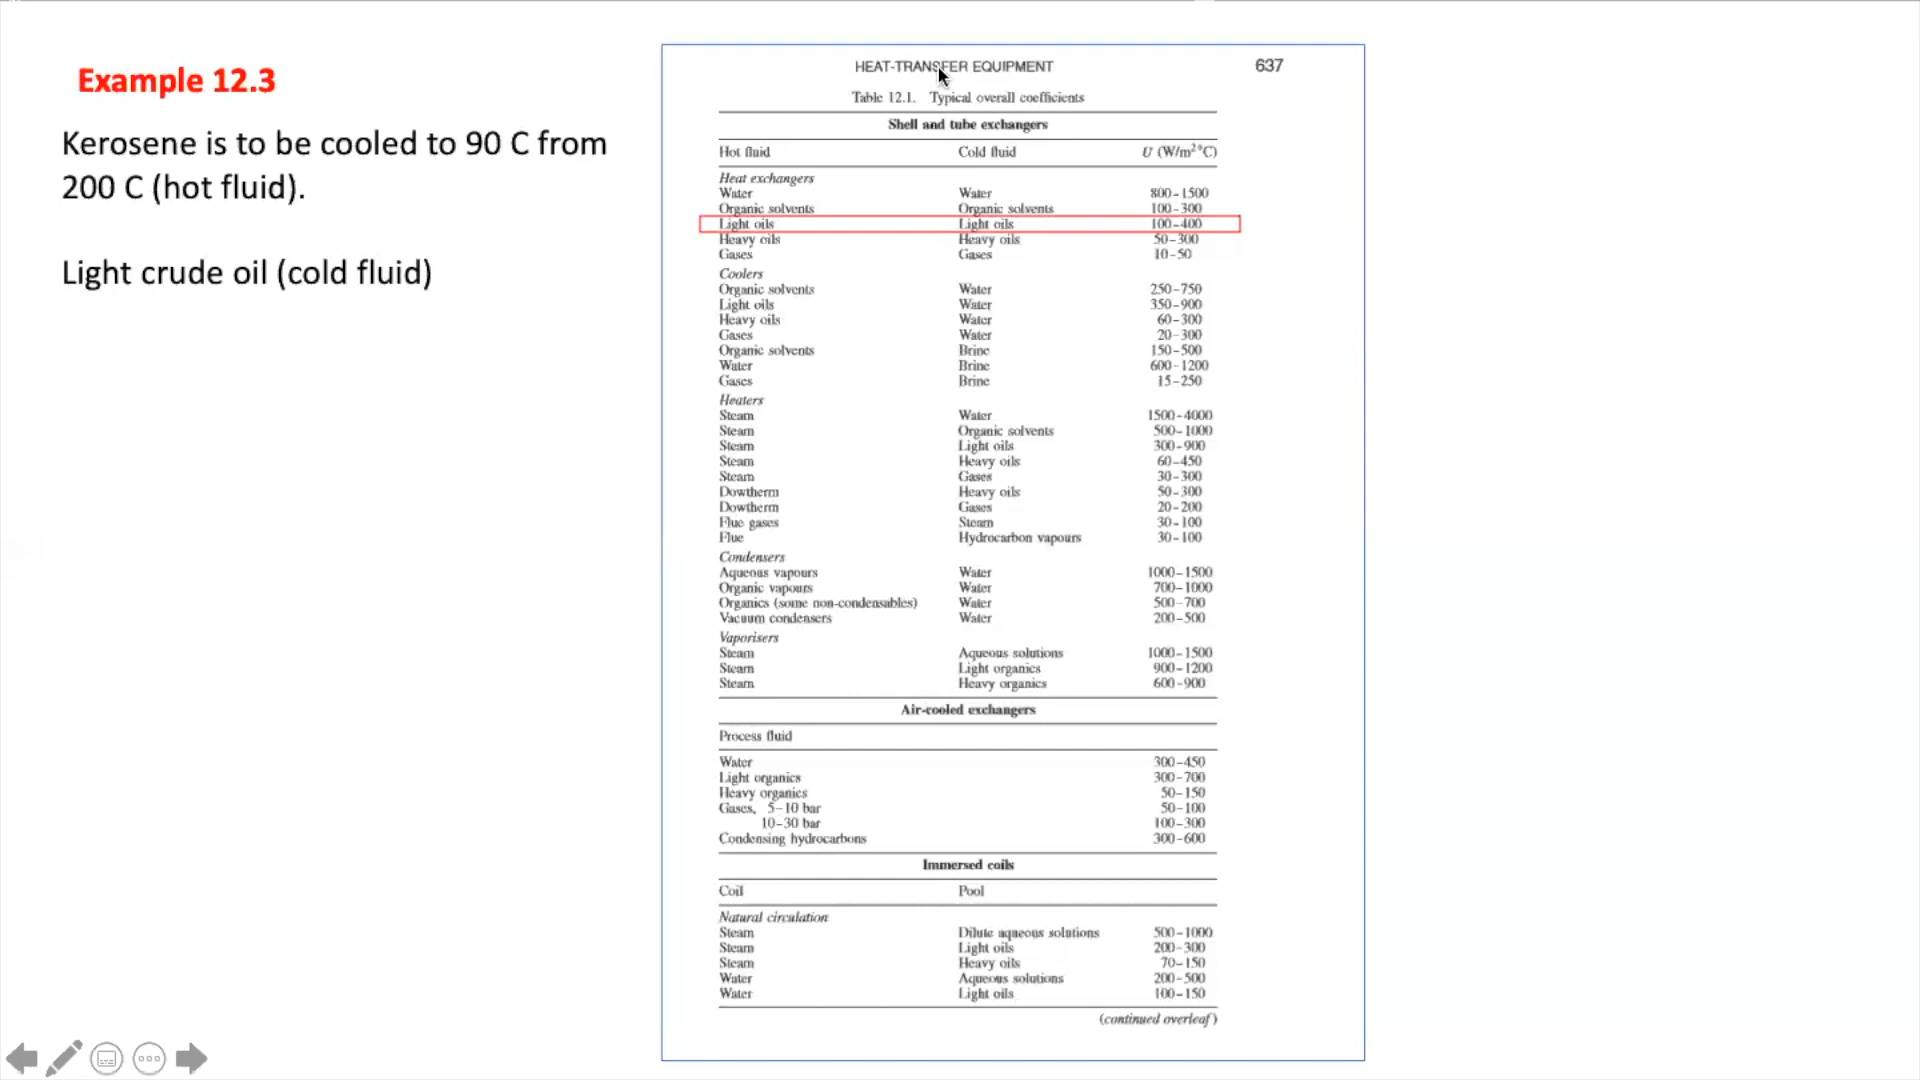 Example 12.3
Kerosene is to be cooled to 90 C from
200 C (hot fluid).
Light crude oil (cold fluid)
HEAT-TRANSFER EQUIPMENT 637
Table 12.1. Typical overall coefficients
Shell and tube exchangers
Hot fluid Cold fluid U (W/m²°C)
Heat exchangers
Water Water 800–1500
Organic solvents Organic solvents 100–300
Light oils Light oils 100–400
Heavy oils Heavy oils 50–300
Gases Gases 10–50
Coolers
Organic solvents Water 250–750
Light oils Water 350–900
Heavy oils Water 60–300
Gases Water 20–300
Organic solvents Brine 150–500
Water Brine 600–1200
Gases Brine 15–250
Heaters
Steam Water 1500–4000
Steam Organic solvents 500–1000
Steam Light oils 300–900
Steam Heavy oils 60–450
Steam Gases 30–300
Dowtherm Heavy oils 50–300
Dowtherm Gases 20–200
Flue gases Steam 30–100
Flue Hydrocarbon vapours 30–100
Condensers
Aqueous vapours Water 1000–1500
Organic vapours Water 700–1000
Organics (some non-condensables) Water 500–700
Vacuum condensers Water 200–500
Vaporisers
Steam Aqueous solutions 1000–1500
Steam Light organics 900–1200
Steam Heavy organics 600–900
Air-cooled exchangers
Process fluid
Water 300–450
Light organics 300–700
Heavy organics 50–150
Gases, 5–10 bar 50–100
10–30 bar 100–300
Condensing hydrocarbons 300–600
Immersed coils
Coil Pool
Natural circulation
Steam Dilute aqueous solutions 500–1000
Steam Light oils 200–300
Steam Heavy oils 70–150
Water Aqueous solutions 200–500
Water Light oils 100–150
(continued overleaf)